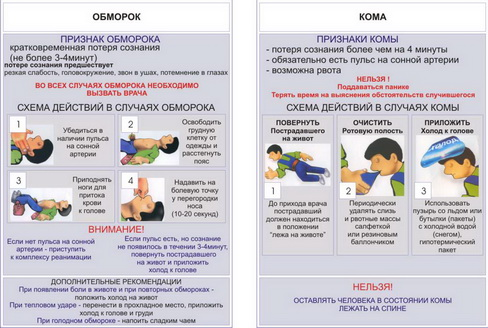 ОБМОРОК
ПРИЗНАК ОБМОРОКА
кратковременная потеря сознания
(не более 3-4минут)
потере сознания предшествует
резкая слабость, головокружение, звон в ушах, потемнение в глазах
ВО ВСЕХ СЛУЧАЯХ ОБМОРОКА НЕОБХОДИМО
ВЫЗВАТЬ ВРАЧА
СХЕМА ДЕЙСТВИЙ В СЛУЧАЯХ ОБМОРОКА
1
Убедиться в
наличии пульса
на сонной
артерии
2
Освободить
грудную
клетку от
одежды и
расстегнуть
пояс
3
Приподнять
ноги для
притока
крови
к голове
4
Надавить на
болевую точку
у перегородки
носа
(10-20 секунд)
ВНИМАНИЕ!
Если нет пульса на сонной
артерии - приступить
к комплексу реанимации
Если пульс есть, но сознание
не появилось в течении 3-4минут,
повернуть пострадавшего
на живот и приложить
холод к голове
ДОПОЛНИТЕЛЬНЫЕ РЕКОМЕНДАЦИИ
При появлении боли в животе и при повторных обмороках -
положить холод на живот
При тепловом ударе - перенести в прохладное место, приложить
холод к голове и груди
При голодном обмороке - напоить сладким чаем
КОМА
ПРИЗНАКИ КОМЫ
- потеря сознания более чем на 4 минуты
- обязательно есть пульс на сонной артерии
- возможна рвота
НЕЛЬЗЯ !
Поддаваться панике
Терять время на выяснения обстоятельств случившегося
СХЕМА ДЕЙСТВИЙ В СЛУЧАЯХ КОМЫ
ПОВЕРНУТЬ
Пострадавшего
на живот
1
До прихода врача
пострадавший
должен находиться
в положении
"лежа на животе"
ОЧИСТИТЬ
Ротовую полость
2
Периодически
удалять слизь
и рвотные массы
салфеткой
или резиновым
баллончиком
ПРИЛОЖИТЬ
Холод к голове
холод
3
Использовать
пузырь со льдом или
бутылки (пакеты)
с холодной водой
(снегом),
гипотермический
пакет
НЕЛЬЗЯ!
ОСТАВЛЯТЬ ЧЕЛОВЕКА В СОСТОЯНИИ КОМЫ
ЛЕЖАТЬ НА СПИНЕ